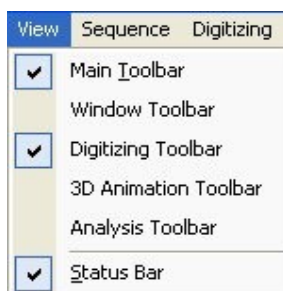 View Sequence Digitizing
Main Toolbar
Window Toolbar
Digitizing Toolbar
3D Animation Toolbar
Analysis Toolbar
Status Bar